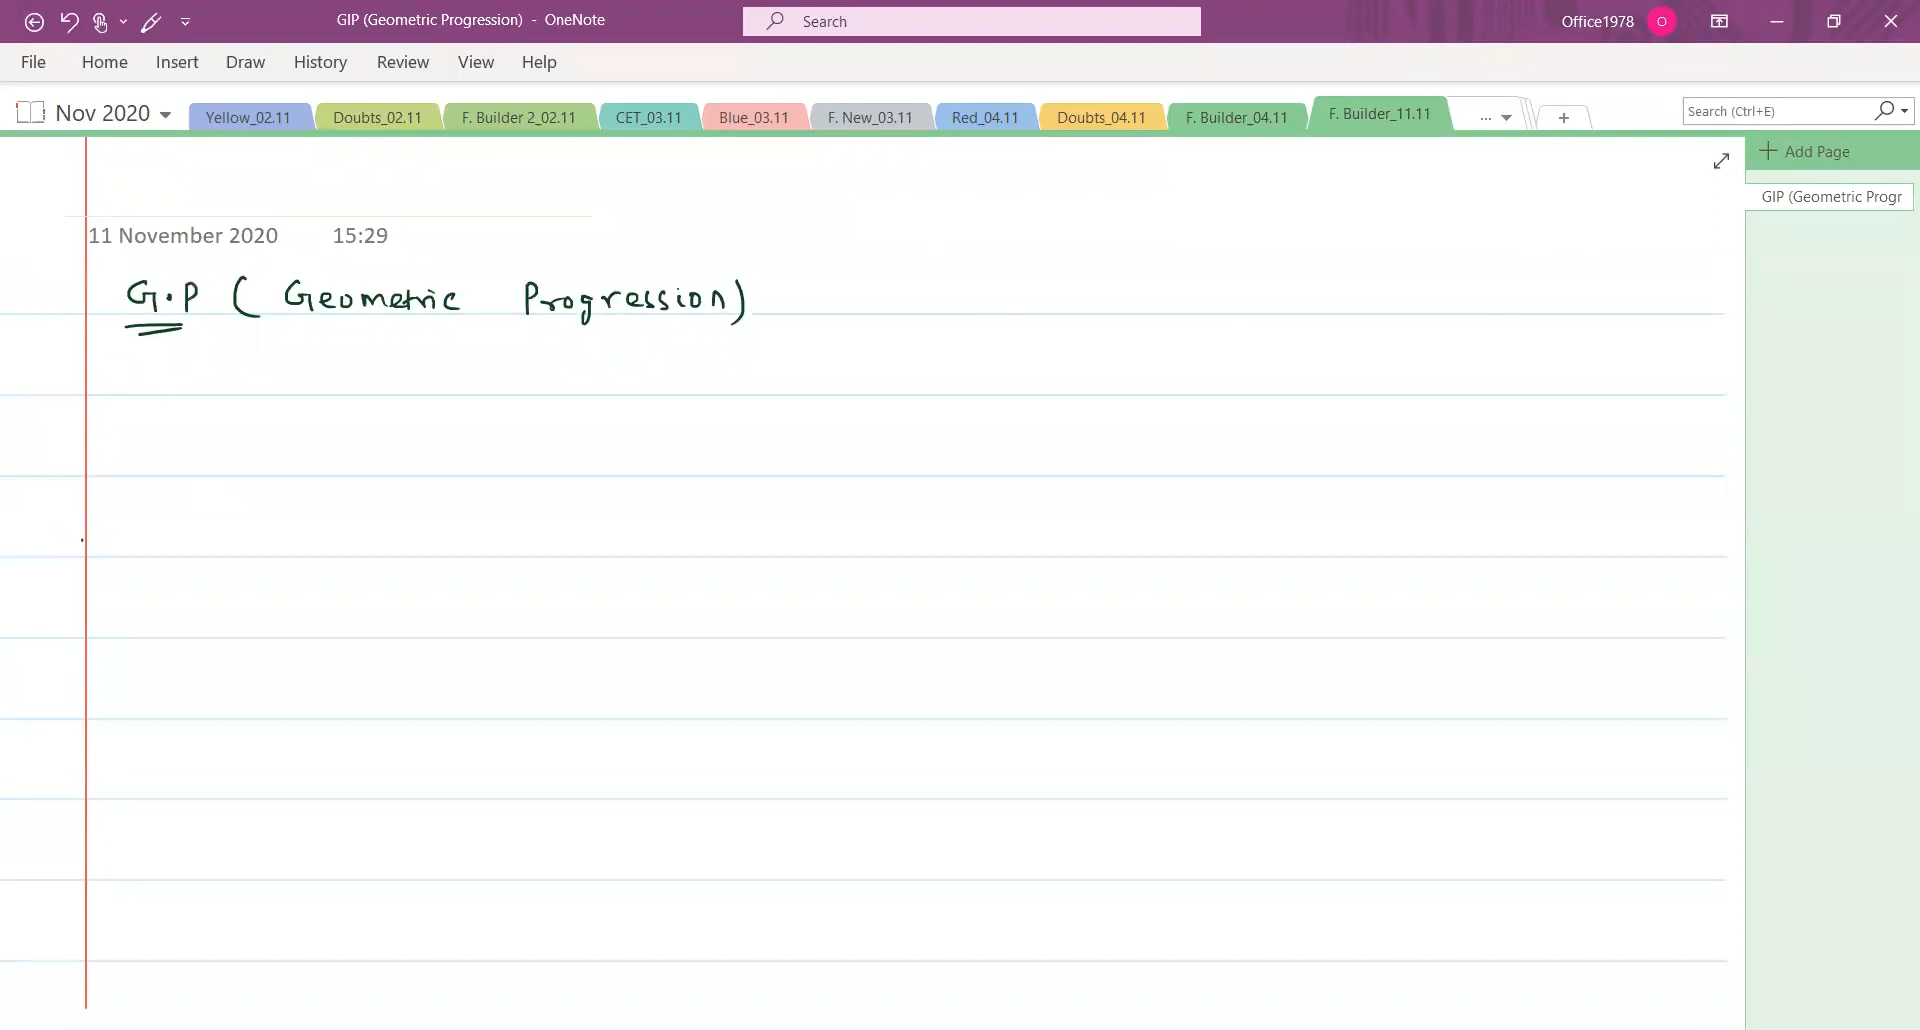 GIP (Geometric Progression) - OneNote
Search
Office1978
O
File Home Insert Draw History Review View Help
Nov 2020
Yellow_02.11
Doubts_02.11
F. Builder 2_02.11
CET_03.11
Blue_03.11
F. New_03.11
Red_04.11
Doubts_04.11
F. Builder_04.11
F. Builder_11.11
...
+
Search (Ctrl+E)
Add Page
GIP (Geometric Progr
11 November 2020 15:29
G.P ( Geometric Progression)